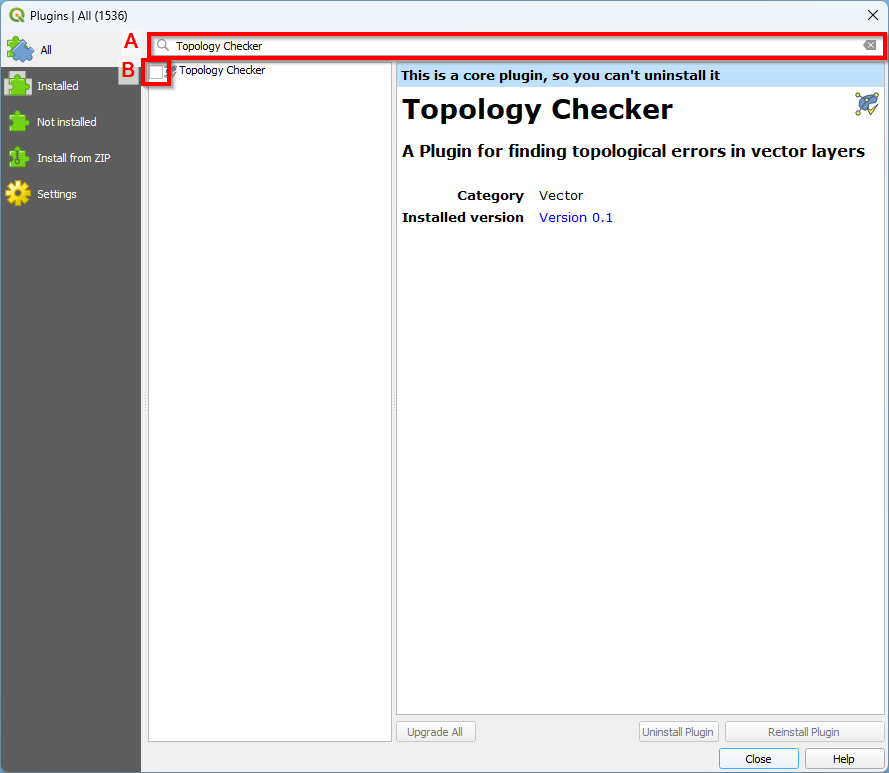 Plugins | All (1536)
All
A
Topology Checker
B
Topology Checker
Installed
Not installed
Install from ZIP
Settings
This is a core plugin, so you can't uninstall it
Topology Checker
A Plugin for finding topological errors in vector layers
Category Vector
Installed version Version 0.1
Upgrade All
Uninstall Plugin
Reinstall Plugin
Close
Help